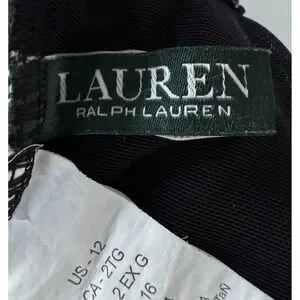 LAUREN
RALPH LAUREN
US - 12
CA - 2TG
2 EX G
16